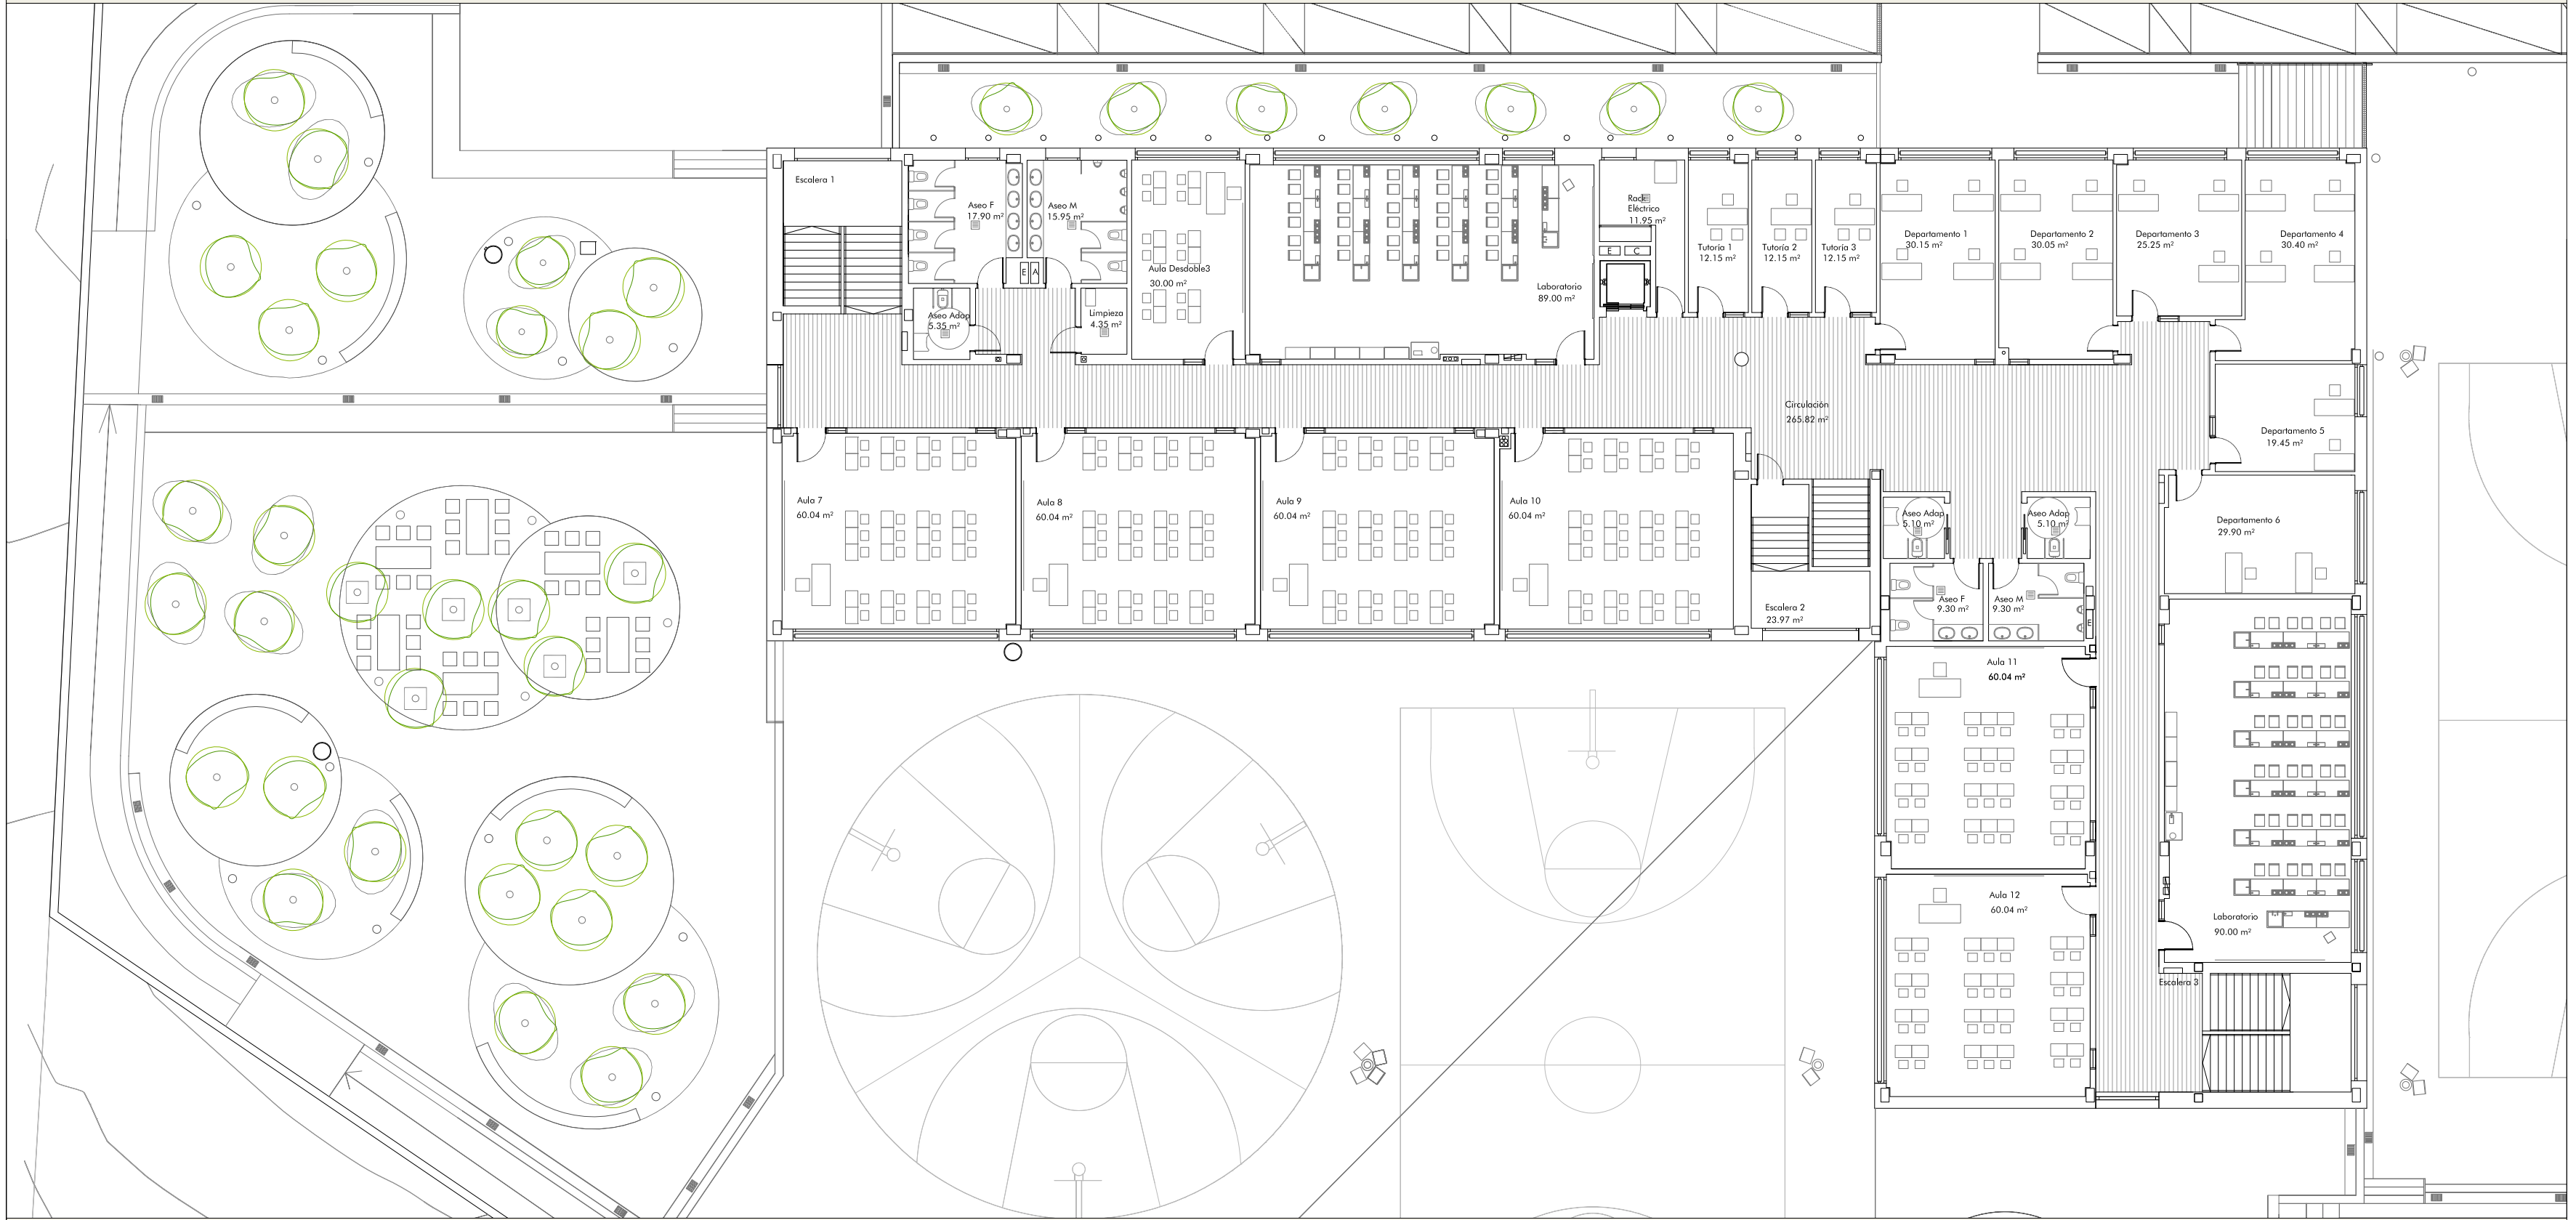 Escalera 1
Aseo F
17.90 m²
Aseo M
15.95 m²
E A
Aseo Adap
5.35 m²
Limpieza
4.35 m²
Aula Desdoble3
30.00 m²
Laboratorio
89.00 m²
Rack
Eléctrico
11.95 m²
E C
Tutoría 1
12.15 m²
Tutoría 2
12.15 m²
Tutoría 3
12.15 m²
Departamento 1
30.15 m²
Departamento 2
30.05 m²
Departamento 3
25.25 m²
Departamento 4
30.40 m²
Circulación
265.82 m²
Departamento 5
19.45 m²
Aula 7
60.04 m²
Aula 8
60.04 m²
Aula 9
60.04 m²
Aula 10
60.04 m²
Escalera 2
23.97 m²
Aseo Adap
5.10 m²
Aseo Adap
5.10 m²
Departamento 6
29.90 m²
Aseo F
9.30 m²
Aseo M
9.30 m²
E
Aula 11
60.04 m²
Aula 12
60.04 m²
Laboratorio
90.00 m²
Escalera 3